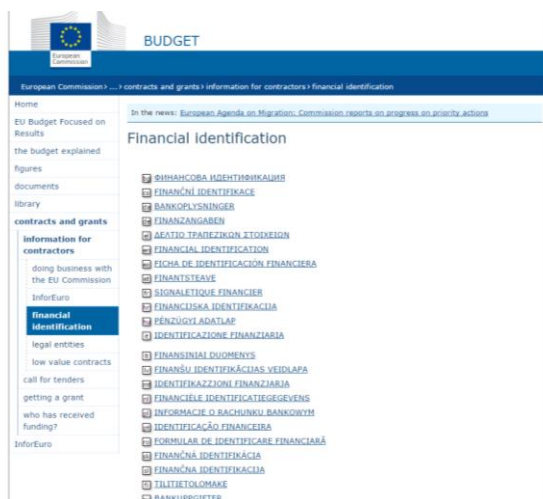 European
Commission
BUDGET
European Commission > ... > contracts and grants > information for contractors > financial identification
Home
EU Budget Focused on
Results
the budget explained
figures
documents
library
contracts and grants
information for
contractors
doing business with
the EU Commission
InforEuro
financial
identification
legal entities
low value contracts
call for tenders
getting a grant
who has received
funding?
InforEuro
In the news: European Agenda on Migration: Commission reports on progress on priority actions
Financial identification
ФИНАНСОВА ИДЕНТИФИКАЦИЯ
FINANČNÍ IDENTIFIKACE
BANKOPLYSNINGER
FINANZANGABEN
ΔΕΛΤΙΟ ΤΡΑΠΕΖΙΚΩΝ ΣΤΟΙΧΕΙΩΝ
FINANCIAL IDENTIFICATION
FICHA DE IDENTIFICACIÓN FINANCIERA
FINANTSTEAVE
SIGNALETIQUE FINANCIER
FINANCIJSKA IDENTIFIKACIJA
PÉNZÜGYI ADATLAP
IDENTIFICAZIONE FINANZIARIA
FINANSINIAI DUOMENYS
FINANŠU IDENTIFIKĀCIJAS VEIDLAPA
IDENTIFIKAZZJONI FINANZJARJA
FINANCIËLE IDENTIFICATIEGEGEVENS
INFORMACJE O RACHUNKU BANKOWYM
IDENTIFICAÇÃO FINANCEIRA
FORMULAR DE IDENTIFICARE FINANCIARĂ
FINANČNÁ IDENTIFIKÁCIA
FINANČNA IDENTIFIKACIJA
TILITIETOLOMAKE
BANKUPPGIFTER